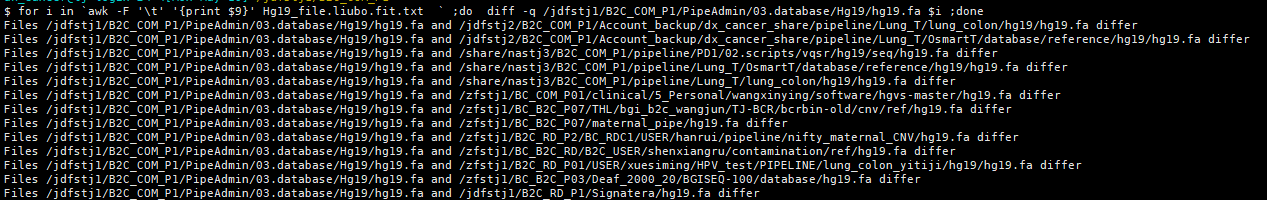 $ for i in `awk -F '\t' '{print $9}' Hg19_file.liubo.fit.txt  ` ;do  diff -q /jdfstj1/B2C_COM_P1/PipeAdmin/03.database/Hg19/hg19.fa $i ;done
Files /jdfstj1/B2C_COM_P1/PipeAdmin/03.database/Hg19/hg19.fa and /jdfstj2/B2C_COM_P1/Account_backup/dx_cancer_share/pipeline/Lung_T/lung_colon/hg19/hg19.fa differ
Files /jdfstj1/B2C_COM_P1/PipeAdmin/03.database/Hg19/hg19.fa and /jdfstj2/B2C_COM_P1/Account_backup/dx_cancer_share/pipeline/Lung_T/OsmartT/database/reference/hg19/hg19.fa differ
Files /jdfstj1/B2C_COM_P1/PipeAdmin/03.database/Hg19/hg19.fa and /share/nastj3/B2C_COM_P1/pipeline/PD1/02.scripts/vqsr/hg19/seq/hg19.fa differ
Files /jdfstj1/B2C_COM_P1/PipeAdmin/03.database/Hg19/hg19.fa and /share/nastj3/B2C_COM_P1/pipeline/Lung_T/OsmartT/database/reference/hg19/hg19.fa differ
Files /jdfstj1/B2C_COM_P1/PipeAdmin/03.database/Hg19/hg19.fa and /share/nastj3/B2C_COM_P1/pipeline/Lung_T/lung_colon/hg19/hg19.fa differ
Files /jdfstj1/B2C_COM_P1/PipeAdmin/03.database/Hg19/hg19.fa and /zfstj1/BC_COM_P01/clinical/5_Personal/wangxinying/software/hgvs-master/hg19.fa differ
Files /jdfstj1/B2C_COM_P1/PipeAdmin/03.database/Hg19/hg19.fa and /zfstj1/BC_B2C_P07/THL/bgi_b2c_wangjun/TJ-BCR/bcrbin-old/cnv/ref/hg19.fa differ
Files /jdfstj1/B2C_COM_P1/PipeAdmin/03.database/Hg19/hg19.fa and /zfstj1/BC_B2C_P07/maternal_pipe/hg19.fa differ
Files /jdfstj1/B2C_COM_P1/PipeAdmin/03.database/Hg19/hg19.fa and /zfstj1/B2C_RD_P2/BC_RDC1/USER/hanrui/pipeline/nifty_maternal_CNV/hg19.fa differ
Files /jdfstj1/B2C_COM_P1/PipeAdmin/03.database/Hg19/hg19.fa and /zfstj1/BC_B2C_RD/B2C_USER/shenxiangru/contamination/ref/hg19.fa differ
Files /jdfstj1/B2C_COM_P1/PipeAdmin/03.database/Hg19/hg19.fa and /zfstj1/B2C_RD_P01/USER/xuesiming/HPV_test/PIPELINE/lung_colon_yitiji/hg19/hg19.fa differ
Files /jdfstj1/B2C_COM_P1/PipeAdmin/03.database/Hg19/hg19.fa and /zfstj1/BC_B2C_P03/Deaf_2000_20/BGISEQ-100/database/hg19.fa differ
Files /jdfstj1/B2C_COM_P1/PipeAdmin/03.database/Hg19/hg19.fa and /jdfstj1/B2C_RD_P1/Signatera/hg19.fa differ